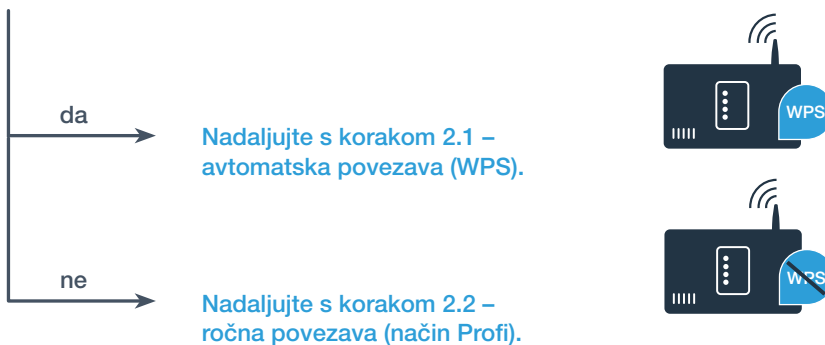 da
Nadaljujte s korakom 2.1 –
avtomatska povezava (WPS).
WPS
ne
Nadaljujte s korakom 2.2 –
ročna povezava (način Profi).
WPS